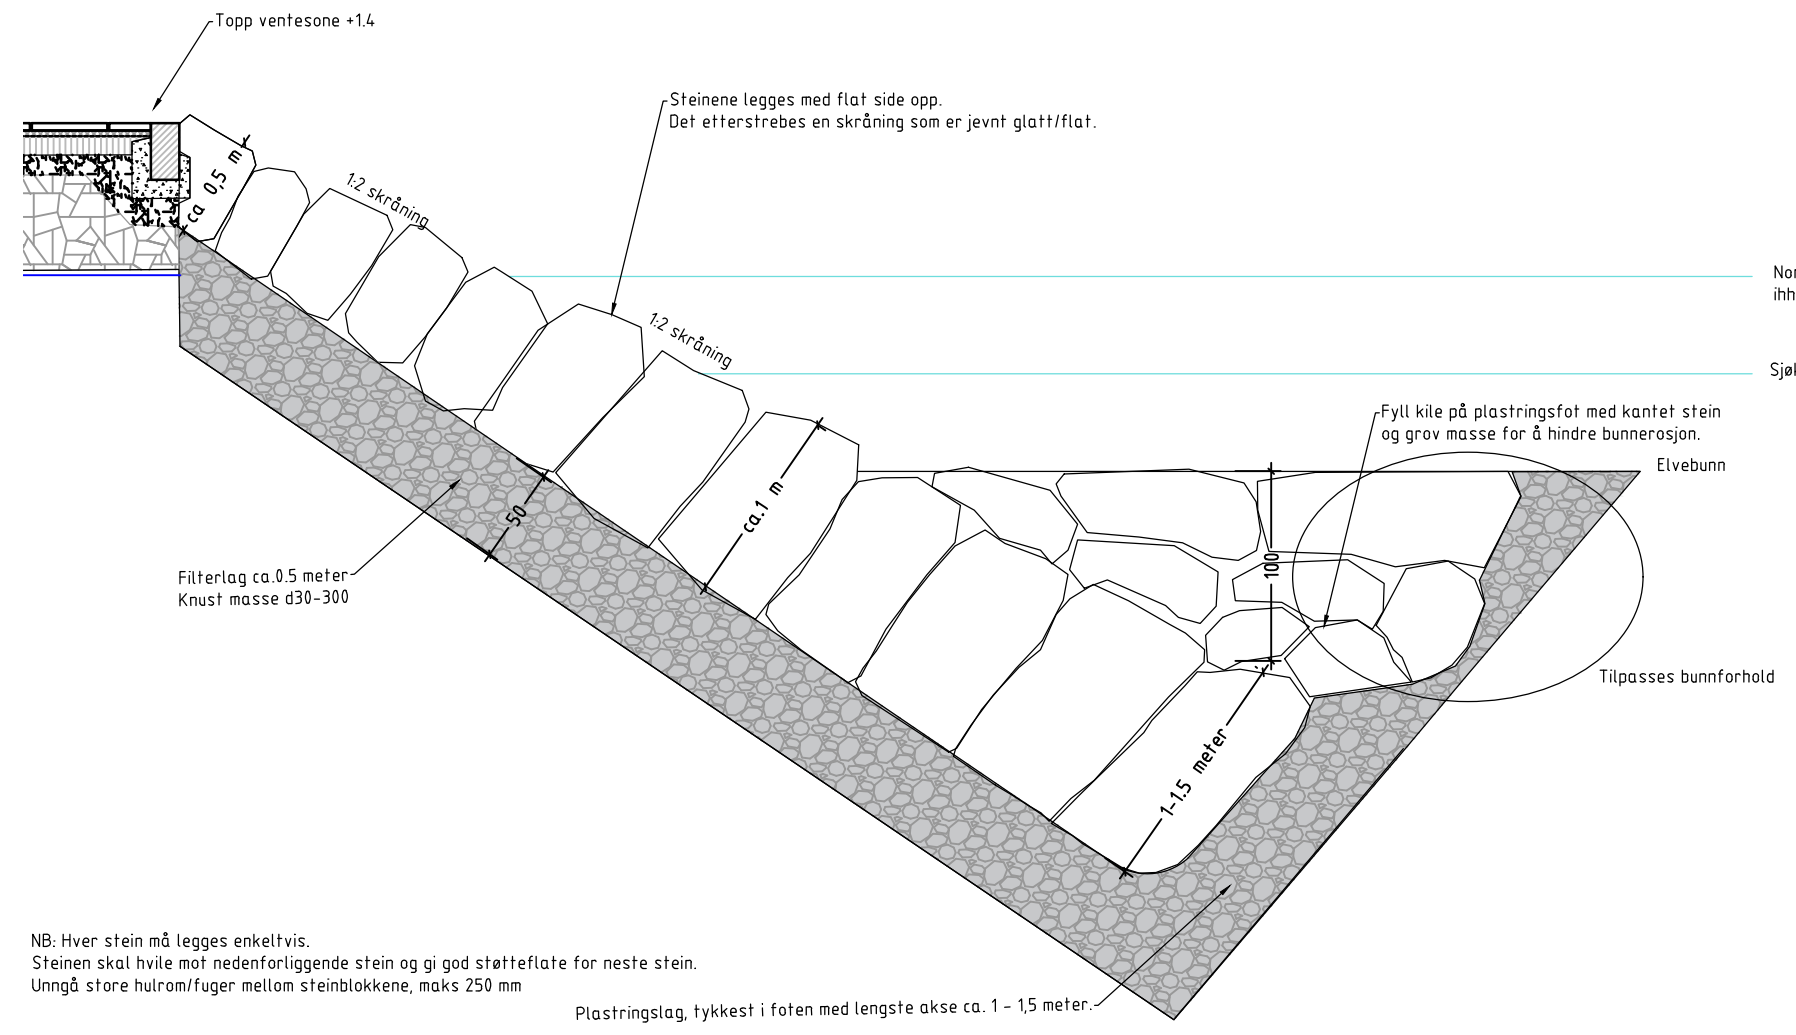 Topp ventesone +1.4
Steinene legges med flat side opp.
Det etterstrebes en skråning som er jevnt glatt/flat.
ca 0,5 m
1:2 skråning
1:2 skråning
Fyll kile på plastringsfot med kantet stein
og grov masse for å hindre bunnerosjon.
Elvebunn
ca.1 m
50
100
Filterlag ca.0.5 meter
Knust masse d30-300
Tilpasses bunnforhold
1-1.5 meter
NB: Hver stein må legges enkeltvis.
Steinen skal hvile mot nedenforliggende stein og gi god støtteflate for neste stein.
Unngå store hulrom/fuger mellom steinblokkene, maks 250 mm
Plastringslag, tykkest i foten med lengste akse ca. 1 - 1,5 meter.